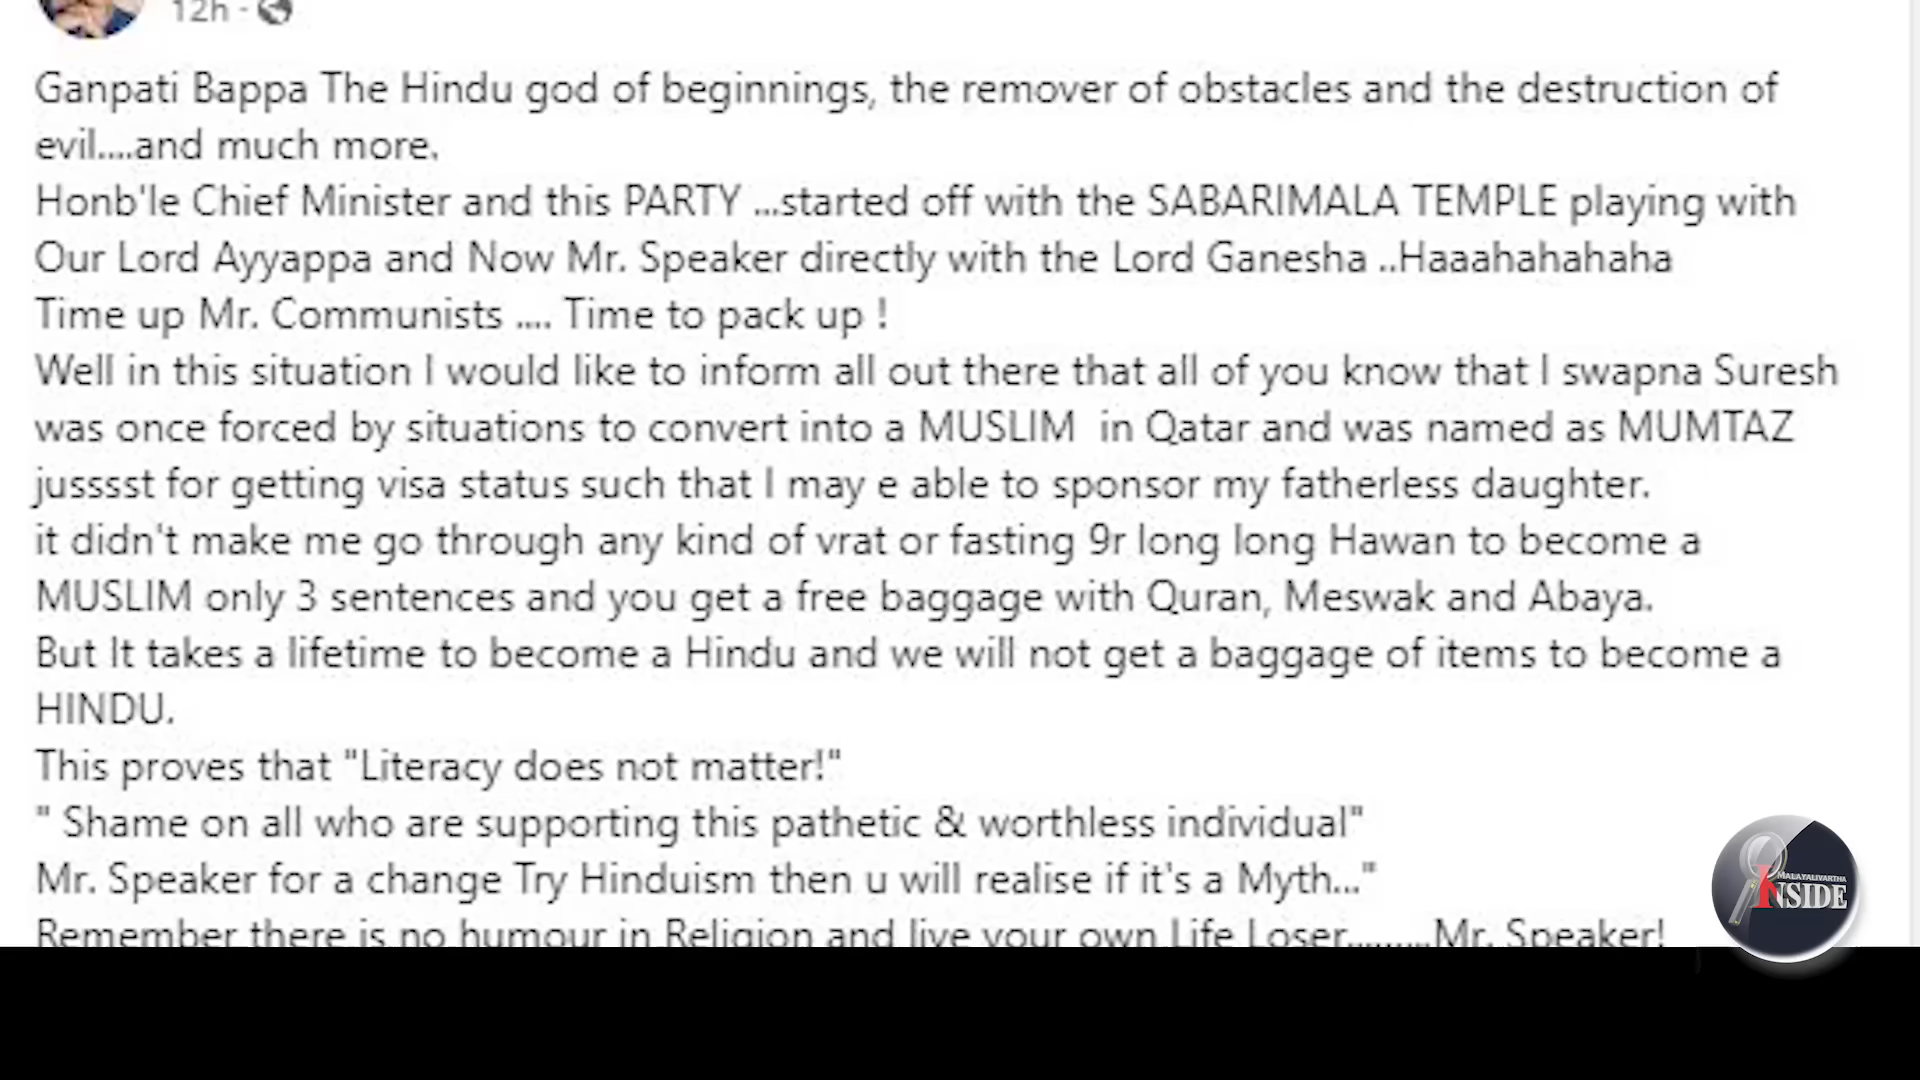 12h
Ganpati Bappa The Hindu god of beginnings, the remover of obstacles and the destruction of
evil....and much more.
Honb'le Chief Minister and this PARTY ...started off with the SABARIMALA TEMPLE playing with
Our Lord Ayyappa and Now Mr. Speaker directly with the Lord Ganesha ..Haaahahahaha
Time up Mr. Communists .... Time to pack up !
Well in this situation I would like to inform all out there that all of you know that I swapna Suresh
was once forced by situations to convert into a MUSLIM in Qatar and was named as MUMTAZ
jusssst for getting visa status such that I may e able to sponsor my fatherless daughter.
it didn't make me go through any kind of vrat or fasting 9r long long Hawan to become a
MUSLIM only 3 sentences and you get a free baggage with Quran, Meswak and Abaya.
But It takes a lifetime to become a Hindu and we will not get a baggage of items to become a
HINDU.
This proves that "Literacy does not matter!"
" Shame on all who are supporting this pathetic & worthless individual"
Mr. Speaker for a change Try Hinduism then u will realise if it's a Myth..."
Remember there is no humour in Religion and live your own Life Loser.........Mr. Speaker!
MALAYALIVARTHA
INSIDE